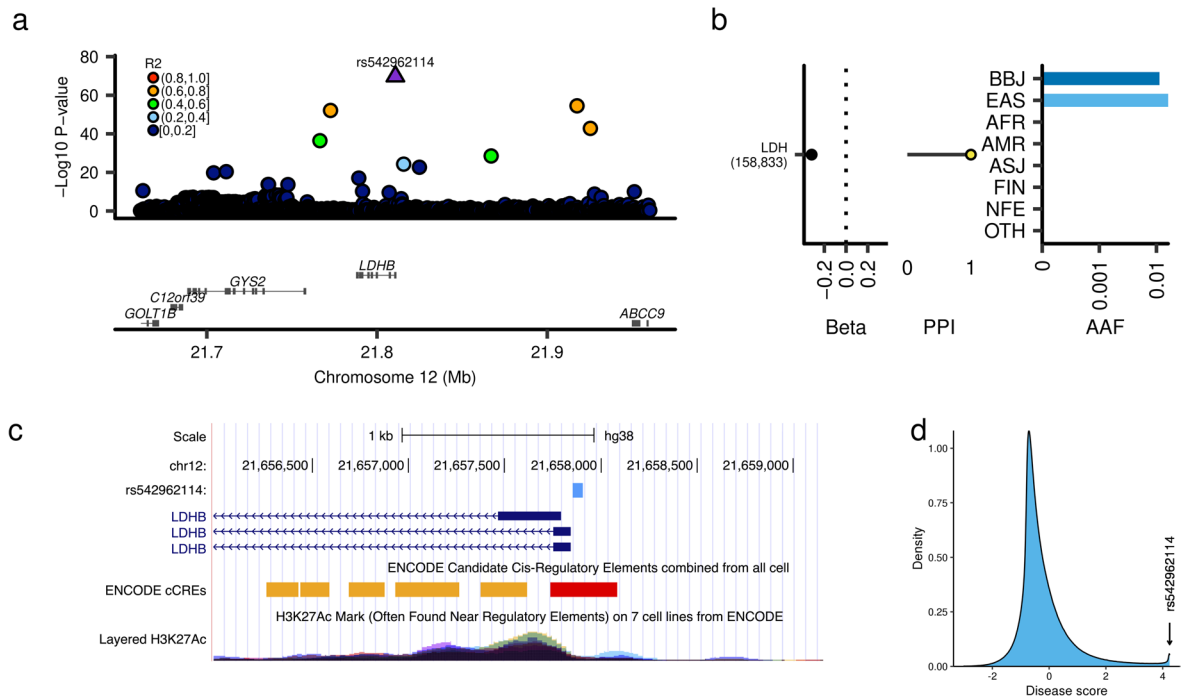 a
80
60
40
20
0
−Log10 P-value
R2
(0.8,1.0]
(0.6,0.8]
(0.4,0.6]
(0.2,0.4]
[0,0.2]
rs542962114
LDHB
GYS2
C12orf39
GOLT1B
ABCC9
21.7 21.8 21.9
Chromosome 12 (Mb)
b
LDH
(158,833)
−0.2 0.0 0.2
Beta
0 1
PPI
BBJ
EAS
AFR
AMR
ASJ
FIN
NFE
OTH
0 0.001 0.01
AAF
c
Scale 1 kb hg38
chr12: 21,656,500 21,657,000 21,657,500 21,658,000 21,658,500 21,659,000
rs542962114:
LDHB
LDHB
LDHB
ENCODE Candidate Cis-Regulatory Elements combined from all cell
ENCODE cCREs
H3K27Ac Mark (Often Found Near Regulatory Elements) on 7 cell lines from ENCODE
Layered H3K27Ac
d
1.00
0.75
0.50
0.25
0.00
Density
rs542962114
-2 0 2 4
Disease score